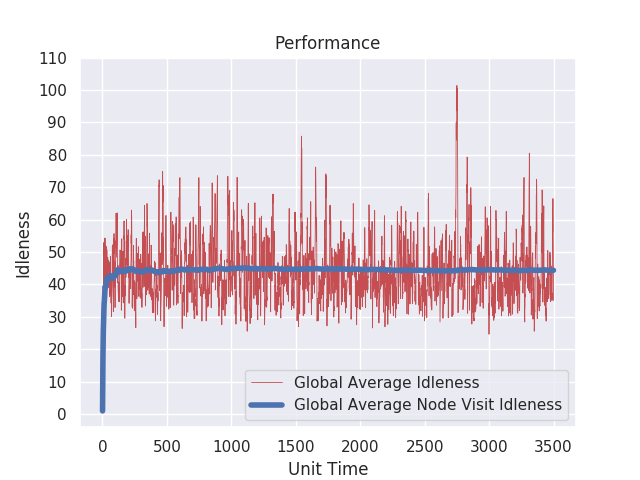 Performance
110
100
90
80
70
60
50
40
30
20
10
0
Idleness
Global Average Idleness
Global Average Node Visit Idleness
0 500 1000 1500 2000 2500 3000 3500
Unit Time